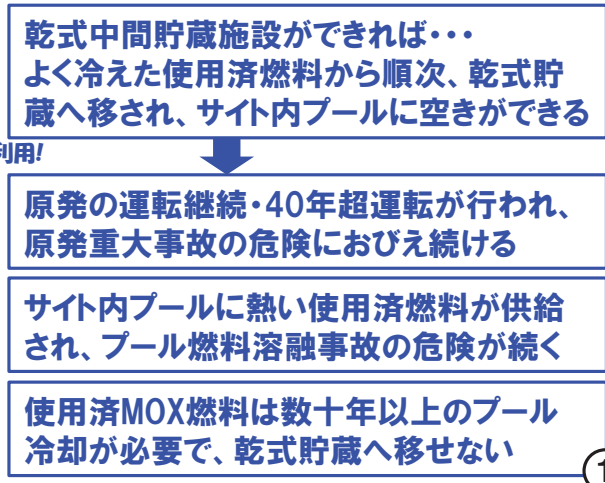 乾式中間貯蔵施設ができれば・・・
よく冷えた使用済燃料から順次、乾式貯
蔵へ移され、サイト内プールに空きができる
利用!
原発の運転継続・40年超運転が行われ、
原発重大事故の危険におびえ続ける
サイト内プールに熱い使用済燃料が供給
され、プール燃料溶融事故の危険が続く
使用済MOX燃料は数十年以上のプール
冷却が必要で、乾式貯蔵へ移せない